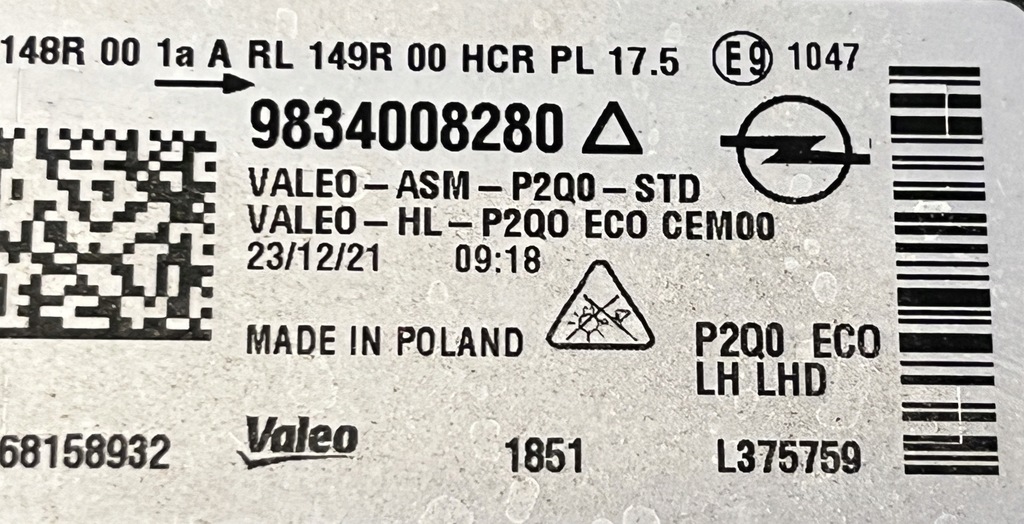 148R 00 1a A RL 149R 00 HCR PL 17.5 E9 1047
9834008280
VALEO-ASM-P2Q0-STD
VALEO-HL-P2Q0 ECO CEM00
23/12/21 09:18
MADE IN POLAND
P2Q0 ECO
LH LHD
68158932 Valeo 1851 L375759